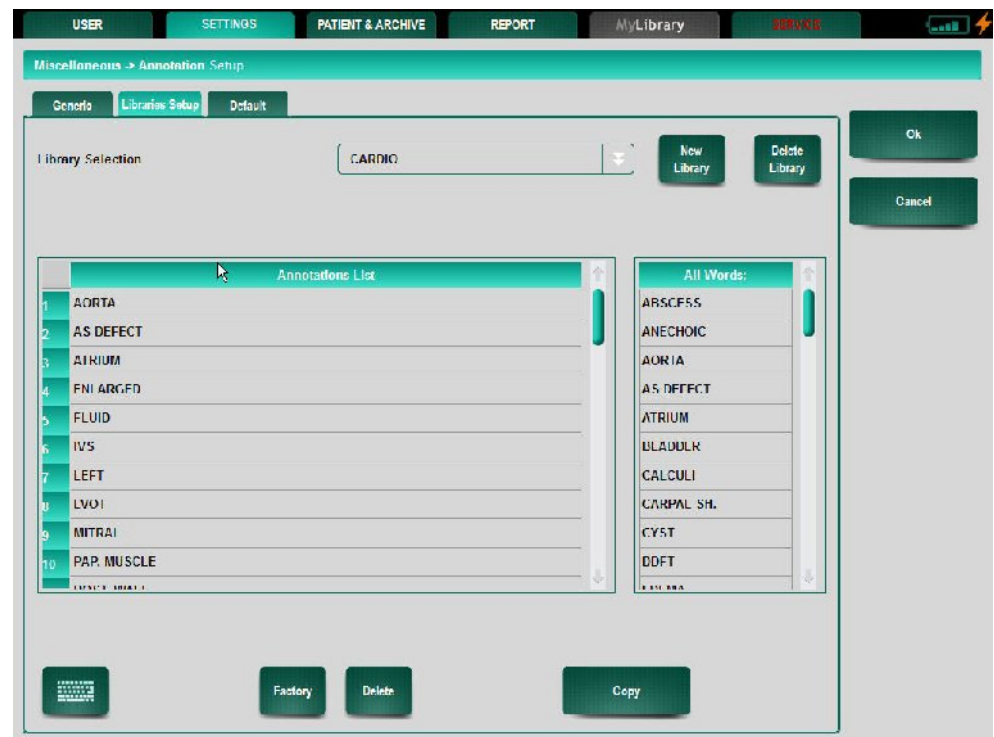 USER SETTINGS PATIENT & ARCHIVE REPORT MyLibrary SERVICE
Miscellaneous -> Annotation Setup
Generic Libraries Setup Default
Ok
Library Selection CARDIO New Library Delete Library
Cancel
Annotations List All Words:
1 AORTA ABSCESS
2 AS DEFECT ANECHOIC
3 ATRIUM AORTA
4 ENLARGED AS DEFECT
5 FLUID ATRIUM
6 IVS BLADDER
7 LEFT CALCULI
8 LVOT CARPAL SH.
9 MITRAL CYST
10 PAP. MUSCLE DDFT
Factory Delete Copy